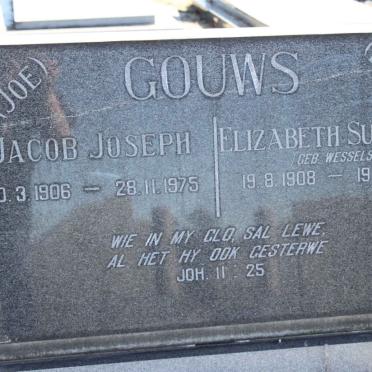 (JOE)
GOUWS
JACOB JOSEPH
0.3.1906 — 28.11.1975
ELIZABETH SU
(GEB. WESSELS
19.8.1908 — 19
WIE IN MY GLO, SAL LEWE,
AL HET HY OOK GESTERWE
JOH. 11 : 25